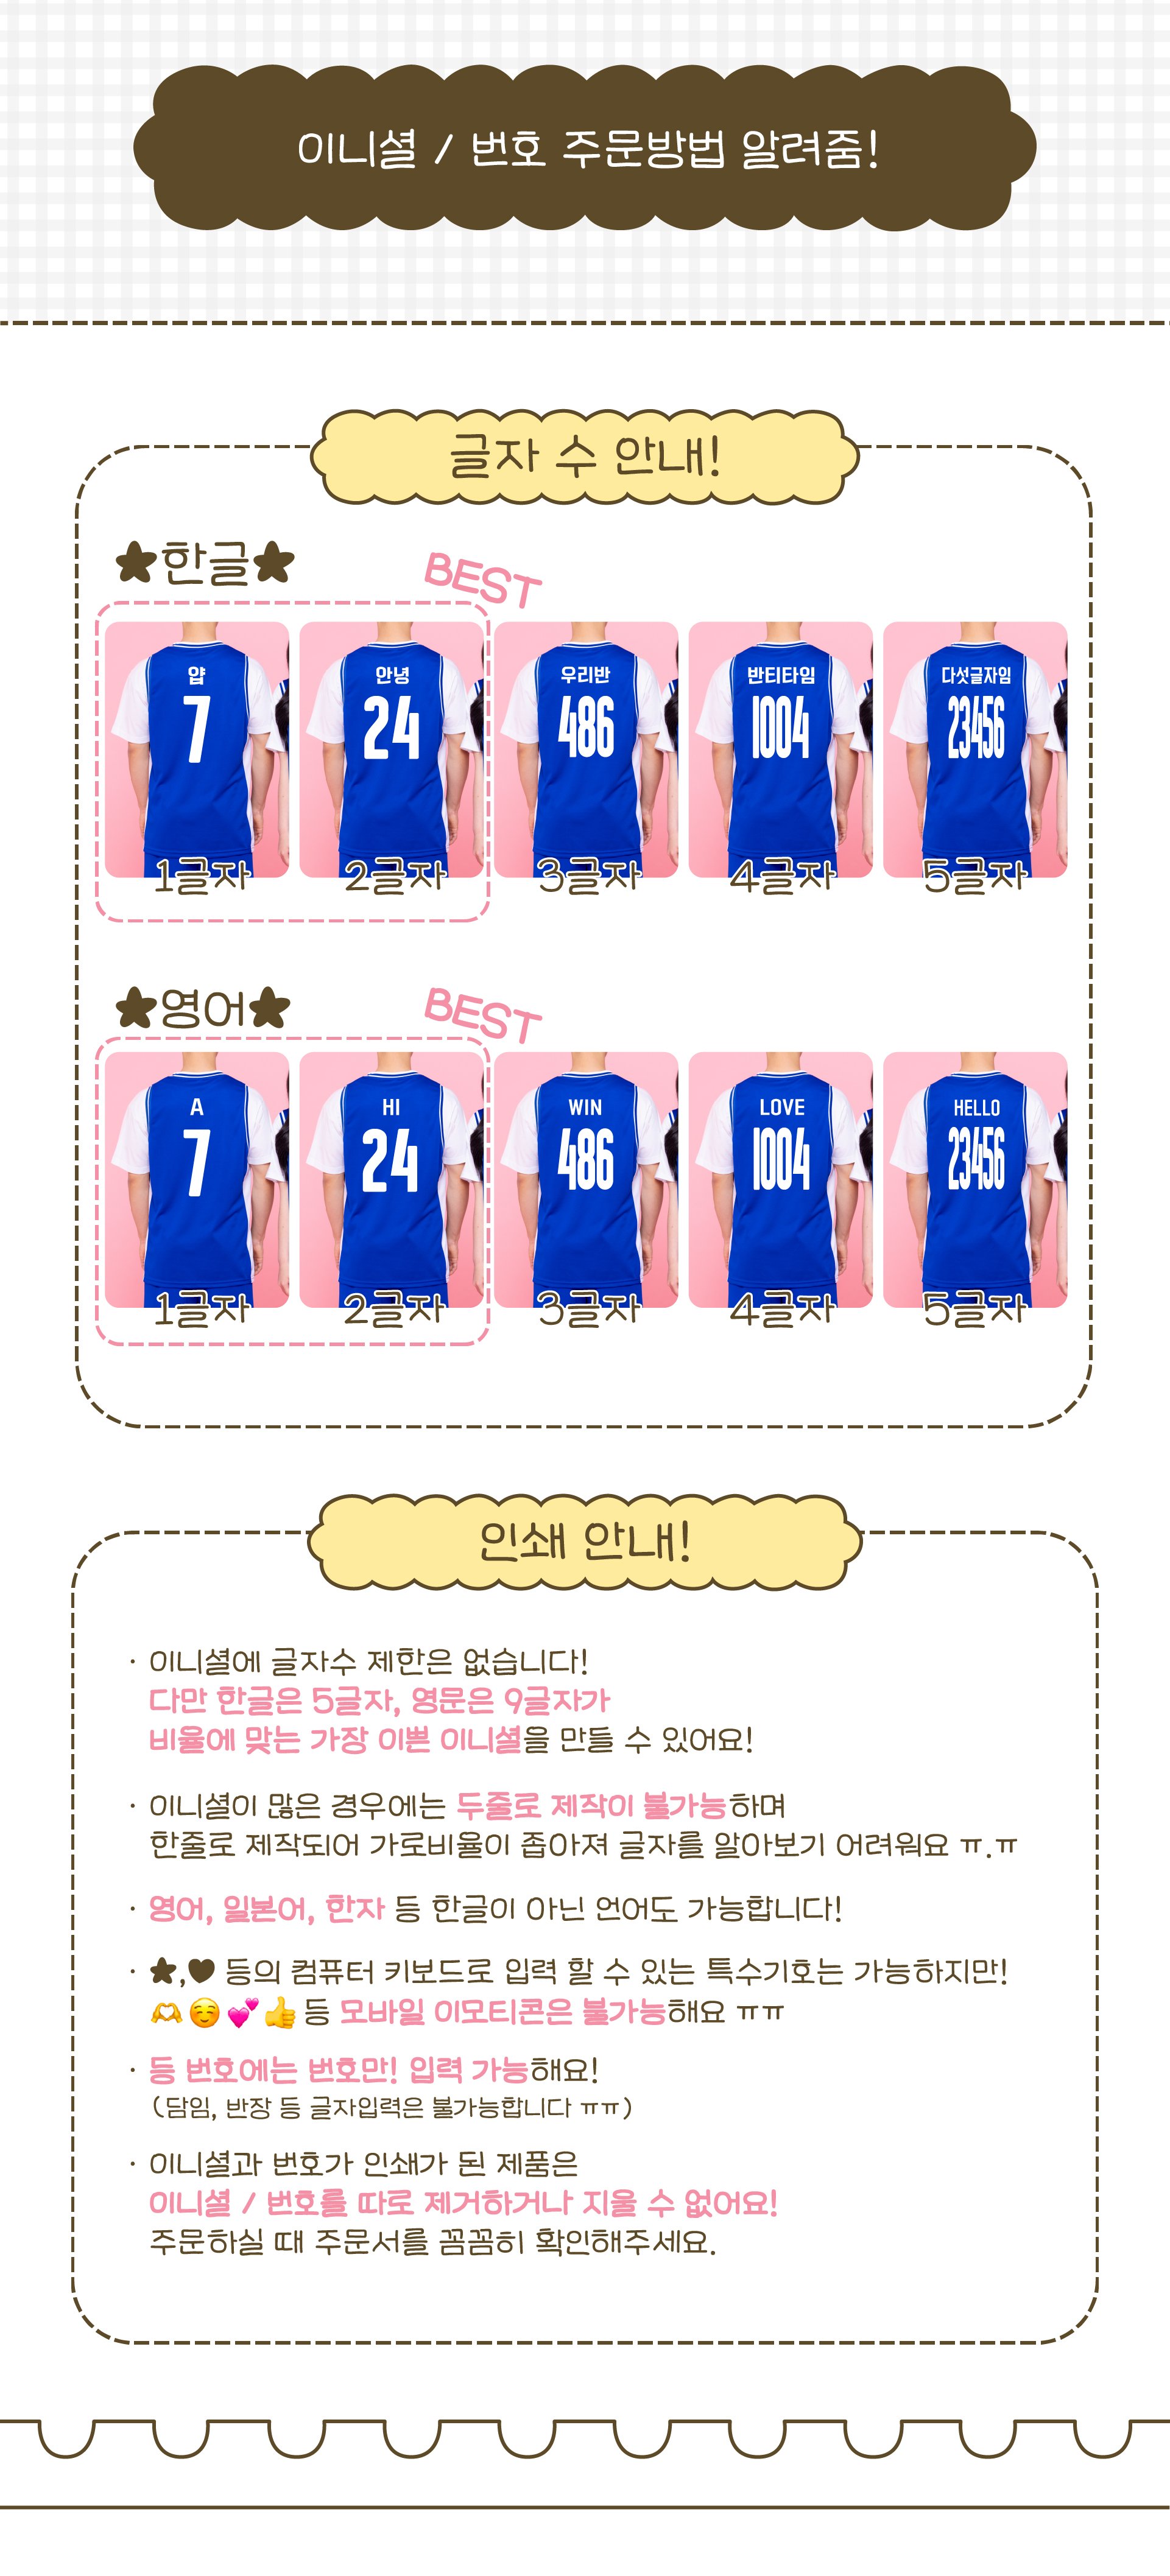 이니셜 / 번호 주문방법 알려줌!
글자 수 안내!
★한글★
BEST
얍
7
1글자
안녕
24
2글자
우리반
486
3글자
반티타임
1004
4글자
다섯글자임
23456
5글자
★영어★
BEST
A
7
1글자
HI
24
2글자
WIN
486
3글자
LOVE
1004
4글자
HELLO
23456
5글자
인쇄 안내!
· 이니셜에 글자수 제한은 없습니다!
다만 한글은 5글자, 영문은 9글자가
비율에 맞는 가장 이쁜 이니셜을 만들 수 있어요!
· 이니셜이 많은 경우에는 두줄로 제작이 불가능하며
한줄로 제작되어 가로비율이 좁아져 글자를 알아보기 어려워요 ㅠ.ㅠ
· 영어, 일본어, 한자 등 한글이 아닌 언어도 가능합니다!
· ★,♥ 등의 컴퓨터 키보드로 입력 할 수 있는 특수기호는 가능하지만!
🫶 ☺️ 💕 👍 등 모바일 이모티콘은 불가능해요 ㅠㅠ
· 등 번호에는 번호만! 입력 가능해요!
(담임, 반장 등 글자입력은 불가능합니다 ㅠㅠ)
· 이니셜과 번호가 인쇄가 된 제품은
이니셜 / 번호를 따로 제거하거나 지울 수 없어요!
주문하실 때 주문서를 꼼꼼히 확인해주세요.